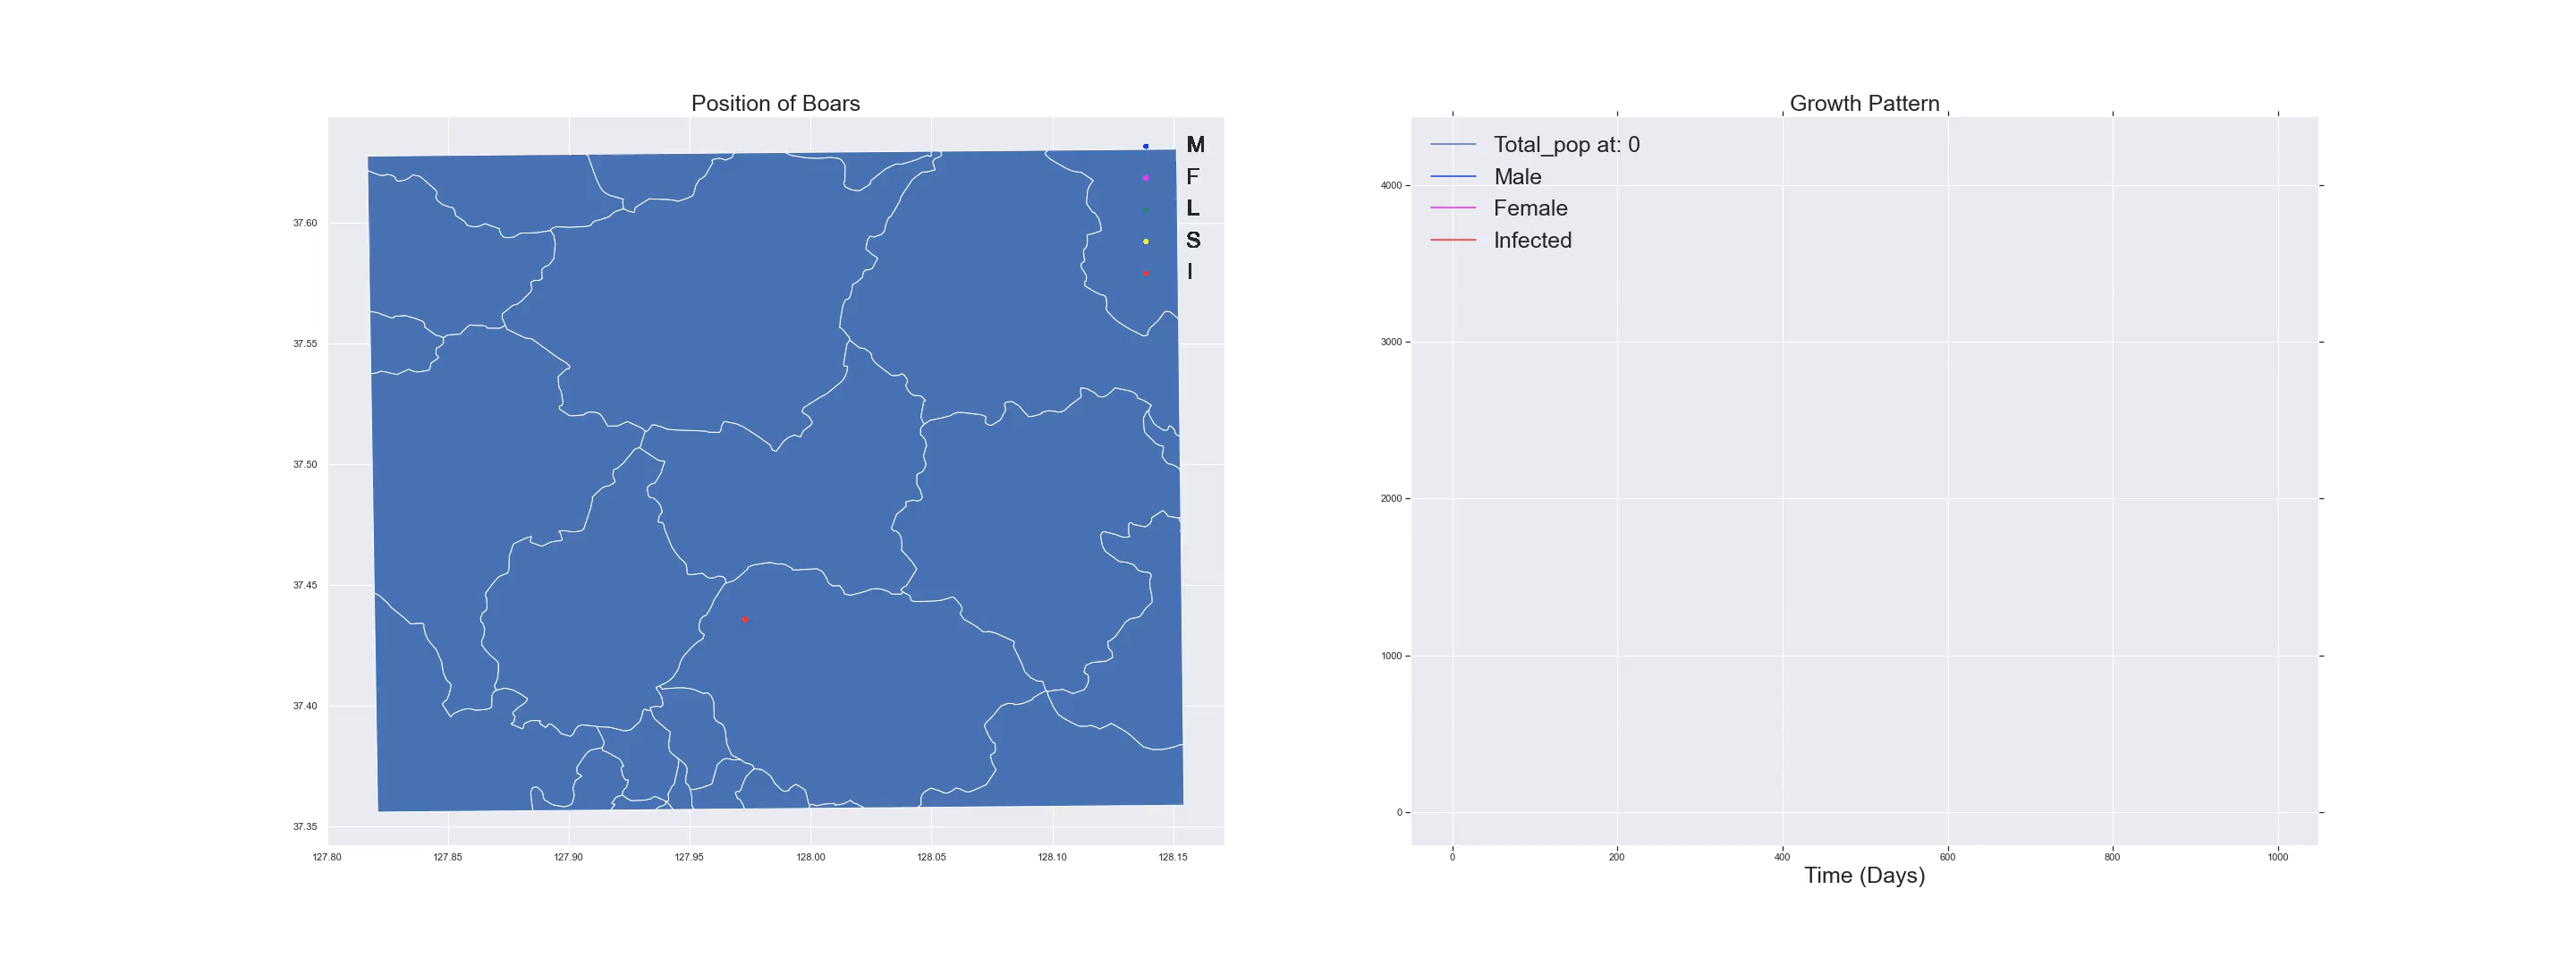 Position of Boars
M
F
L
S
I
37.60
37.55
37.50
37.45
37.40
37.35
127.80 127.85 127.90 127.95 128.00 128.05 128.10 128.15
Growth Pattern
Total_pop at: 0
Male
Female
Infected
4000
3000
2000
1000
0
0 200 400 600 800 1000
Time (Days)